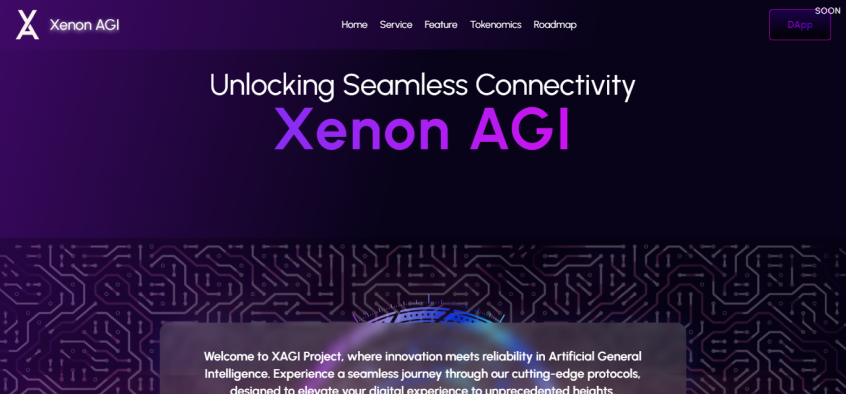 SOON
Xenon AGI
Home Service Feature Tokenomics Roadmap
DApp
Unlocking Seamless Connectivity
Xenon AGI
Welcome to XAGI Project, where innovation meets reliability in Artificial General
Intelligence. Experience a seamless journey through our cutting-edge protocols,
designed to elevate your digital experience to unprecedented heights.